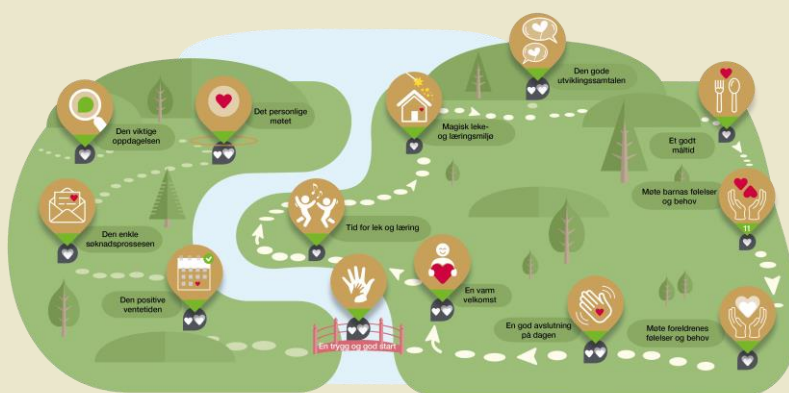 Den viktige
oppdagelsen
Det personlige
møtet
Den enkle
søknadsprossesen
Den positive
ventetiden
En trygg og god start
En varm
velkomst
Tid for lek og læring
Magisk leke-
og læringsmiljø
Den gode
utviklingssamtalen
Et godt
måltid
Møte barnas følelser
og behov
11
Møte foreldrenes
følelser og behov
En god avslutning
på dagen